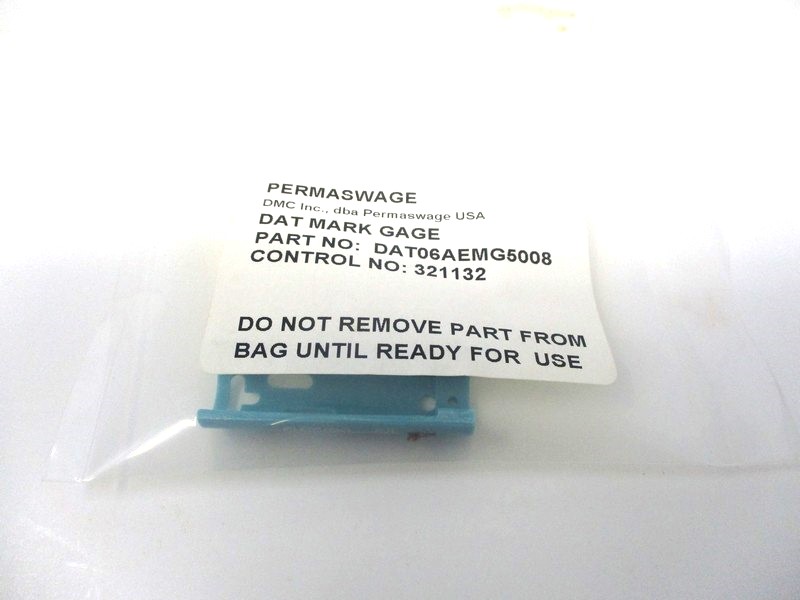 PERMASWAGE
DMC Inc., dba Permaswage USA
DAT MARK GAGE
PART NO: DAT06AEMG5008
CONTROL NO: 321132
DO NOT REMOVE PART FROM
BAG UNTIL READY FOR USE